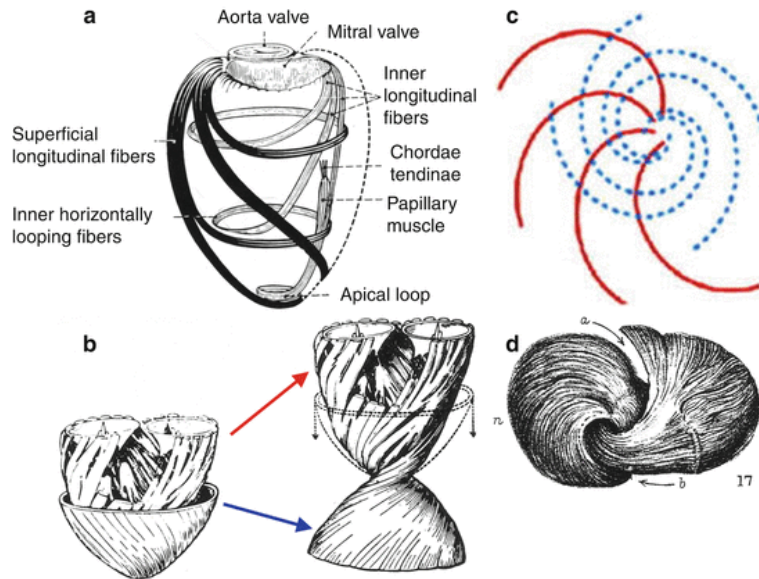 a
Aorta valve
Mitral valve
Inner
longitudinal
fibers
Superficial
longitudinal fibers
Chordae
tendinae
Inner horizontally
looping fibers
Papillary
muscle
Apical loop
b
c
d
a
n
b
17